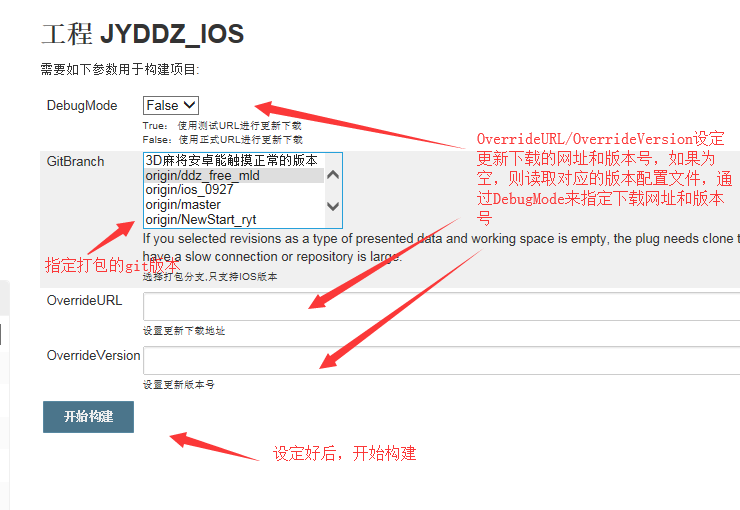 工程 JYDDZ_IOS
需要如下参数用于构建项目:
DebugMode
False
True: 使用测试URL进行更新下载
False: 使用正式URL进行更新下载
OverrideURL/OverrideVersion设定
更新下载的网址和版本号，如果为
空，则读取对应的版本配置文件，通
过DebugMode来指定下载网址和版本
号
GitBranch
3D麻将安卓能触摸正常的版本
origin/ddz_free_mld
origin/ios_0927
origin/master
origin/NewStart_ryt
If you selected revisions as a type of presented data and working space is empty, the plug needs clone t
have a slow connection or repository is large.
指定打包的git版本
选择打包分支,只支持IOS版本
OverrideURL
设置更新下载地址
OverrideVersion
设置更新版本号
开始构建
设定好后，开始构建